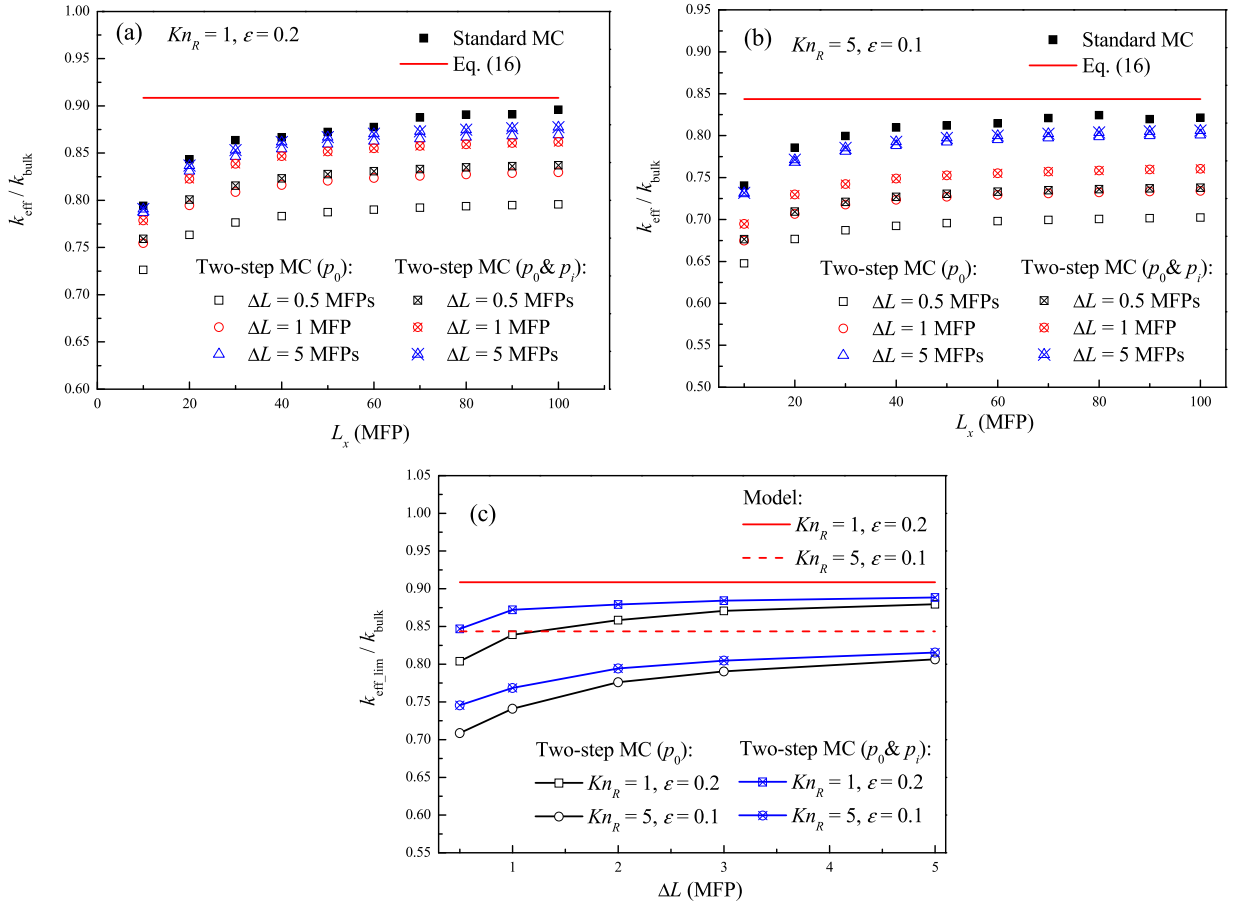 (a)
Kn_R = 1, ε = 0.2
Standard MC
Eq. (16)
Two-step MC (p_0):
Two-step MC (p_0 & p_i):
ΔL = 0.5 MFPs
ΔL = 0.5 MFPs
ΔL = 1 MFP
ΔL = 1 MFP
ΔL = 5 MFPs
ΔL = 5 MFPs
k_eff / k_bulk
1.00
0.95
0.90
0.85
0.80
0.75
0.70
0.65
0.60
0 20 40 60 80 100
L_x (MFP)
(b)
Kn_R = 5, ε = 0.1
Standard MC
Eq. (16)
Two-step MC (p_0):
Two-step MC (p_0 & p_i):
ΔL = 0.5 MFPs
ΔL = 0.5 MFPs
ΔL = 1 MFP
ΔL = 1 MFP
ΔL = 5 MFPs
ΔL = 5 MFPs
k_eff / k_bulk
0.95
0.90
0.85
0.80
0.75
0.70
0.65
0.60
0.55
0.50
20 40 60 80 100
L_x (MFP)
(c)
Model:
Kn_R = 1, ε = 0.2
Kn_R = 5, ε = 0.1
Two-step MC (p_0):
Two-step MC (p_0 & p_i):
Kn_R = 1, ε = 0.2
Kn_R = 1, ε = 0.2
Kn_R = 5, ε = 0.1
Kn_R = 5, ε = 0.1
k_eff_lim / k_bulk
1.05
1.00
0.95
0.90
0.85
0.80
0.75
0.70
0.65
0.60
0.55
1 2 3 4 5
ΔL (MFP)